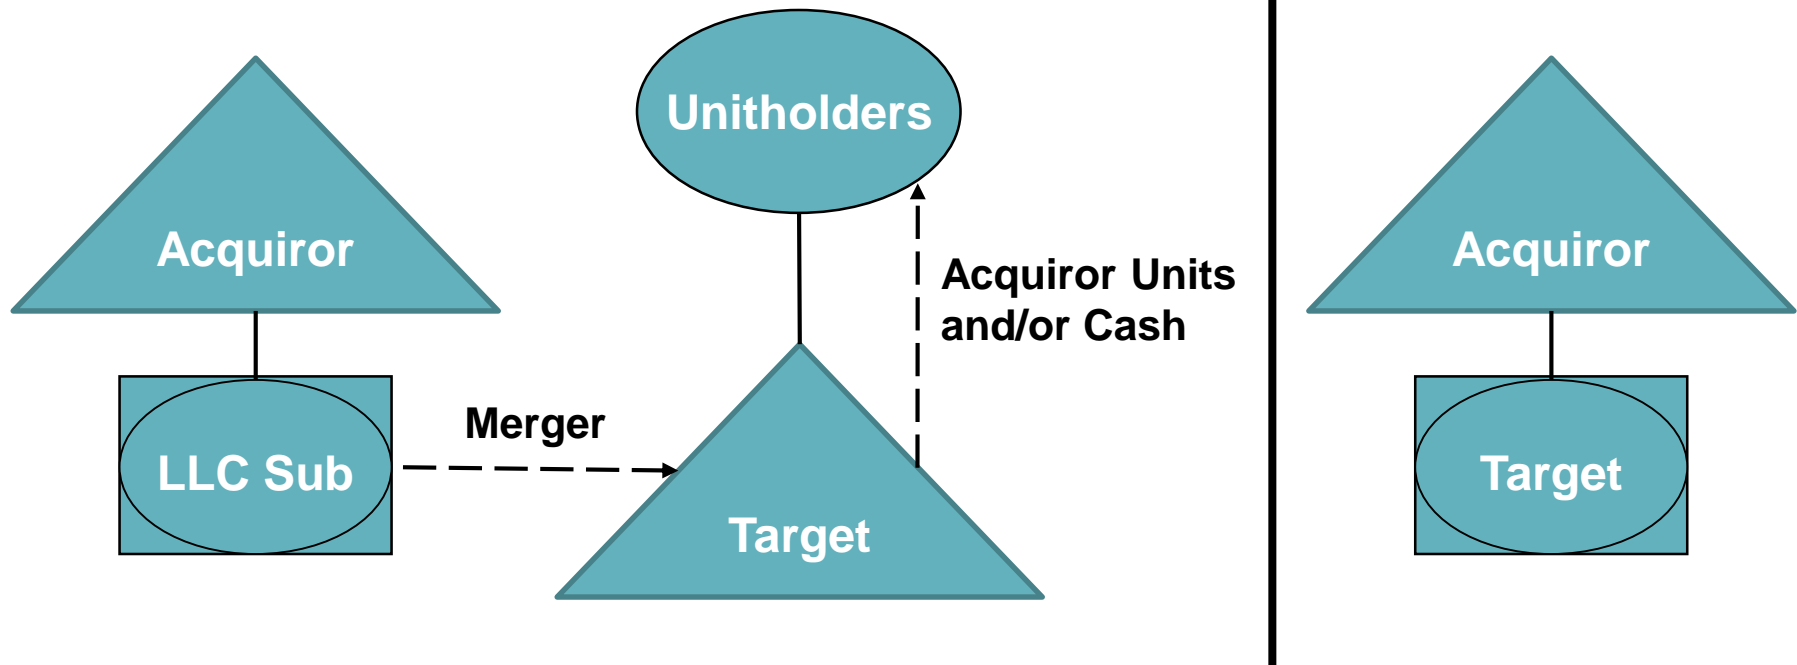 Unitholders
Acquiror
Acquiror Units
and/or Cash
Merger
LLC Sub
Target
Acquiror
Target